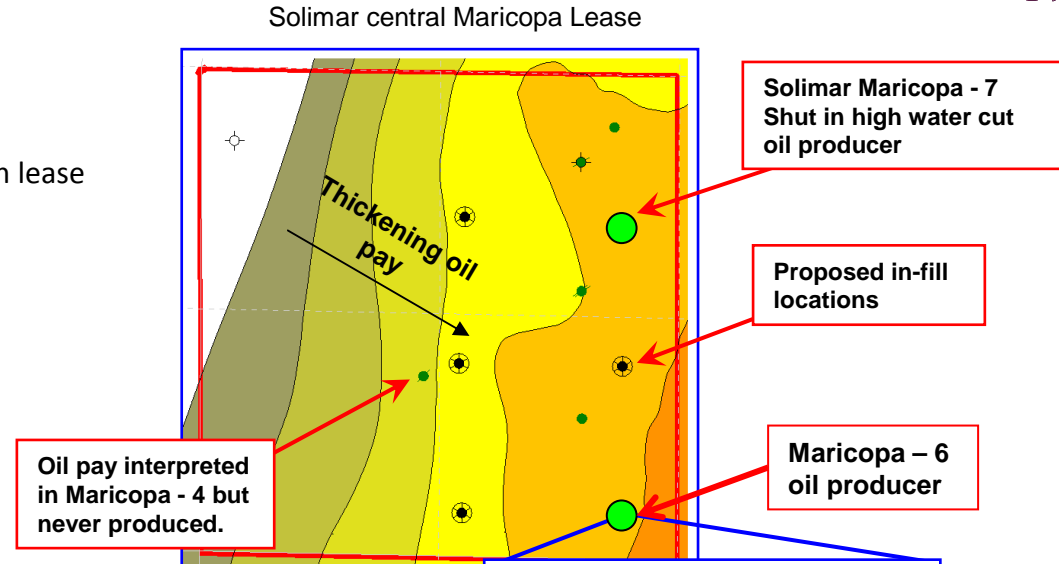 Solimar central Maricopa Lease
Solimar Maricopa - 7
Shut in high water cut
oil producer
lease
Thickening oil
pay
Proposed in-fill
locations
Oil pay interpreted
in Maricopa - 4 but
never produced.
Maricopa – 6
oil producer